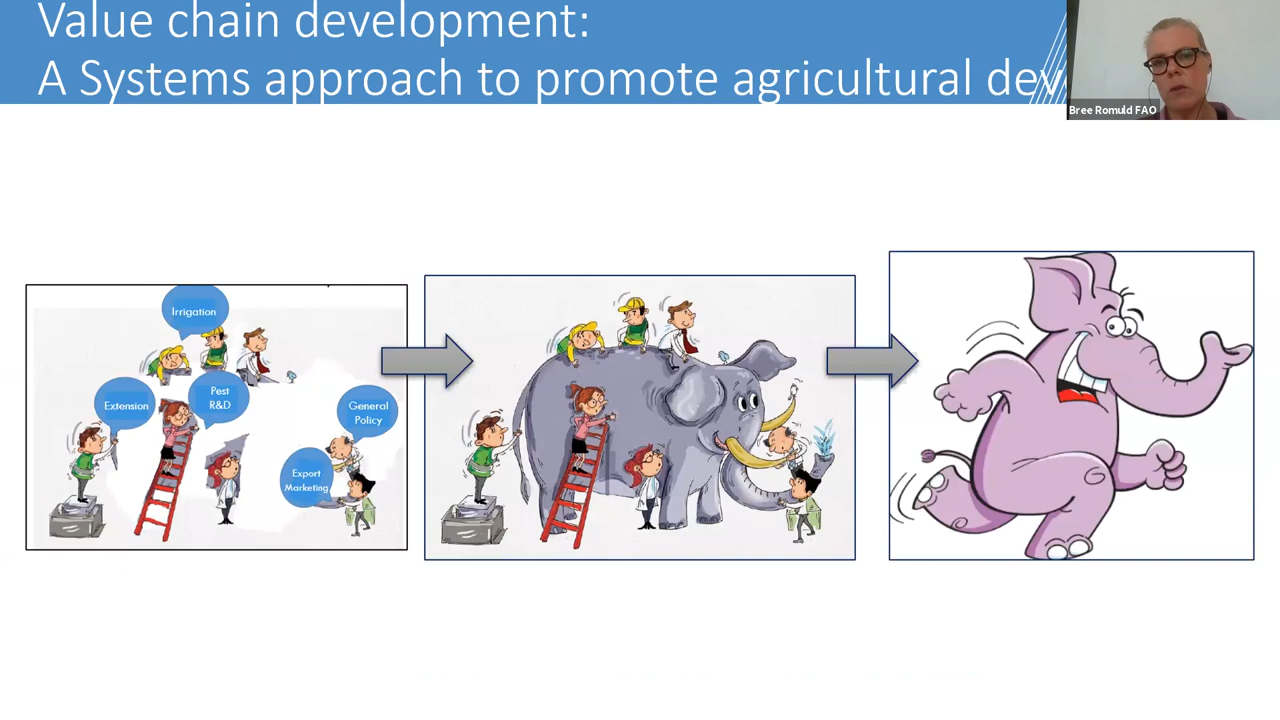 Value chain development:
A Systems approach to promote agricultural dev
Bree Romuld FAO
Irrigation
Extension
Pest
R&D
General
Policy
Export
Marketing